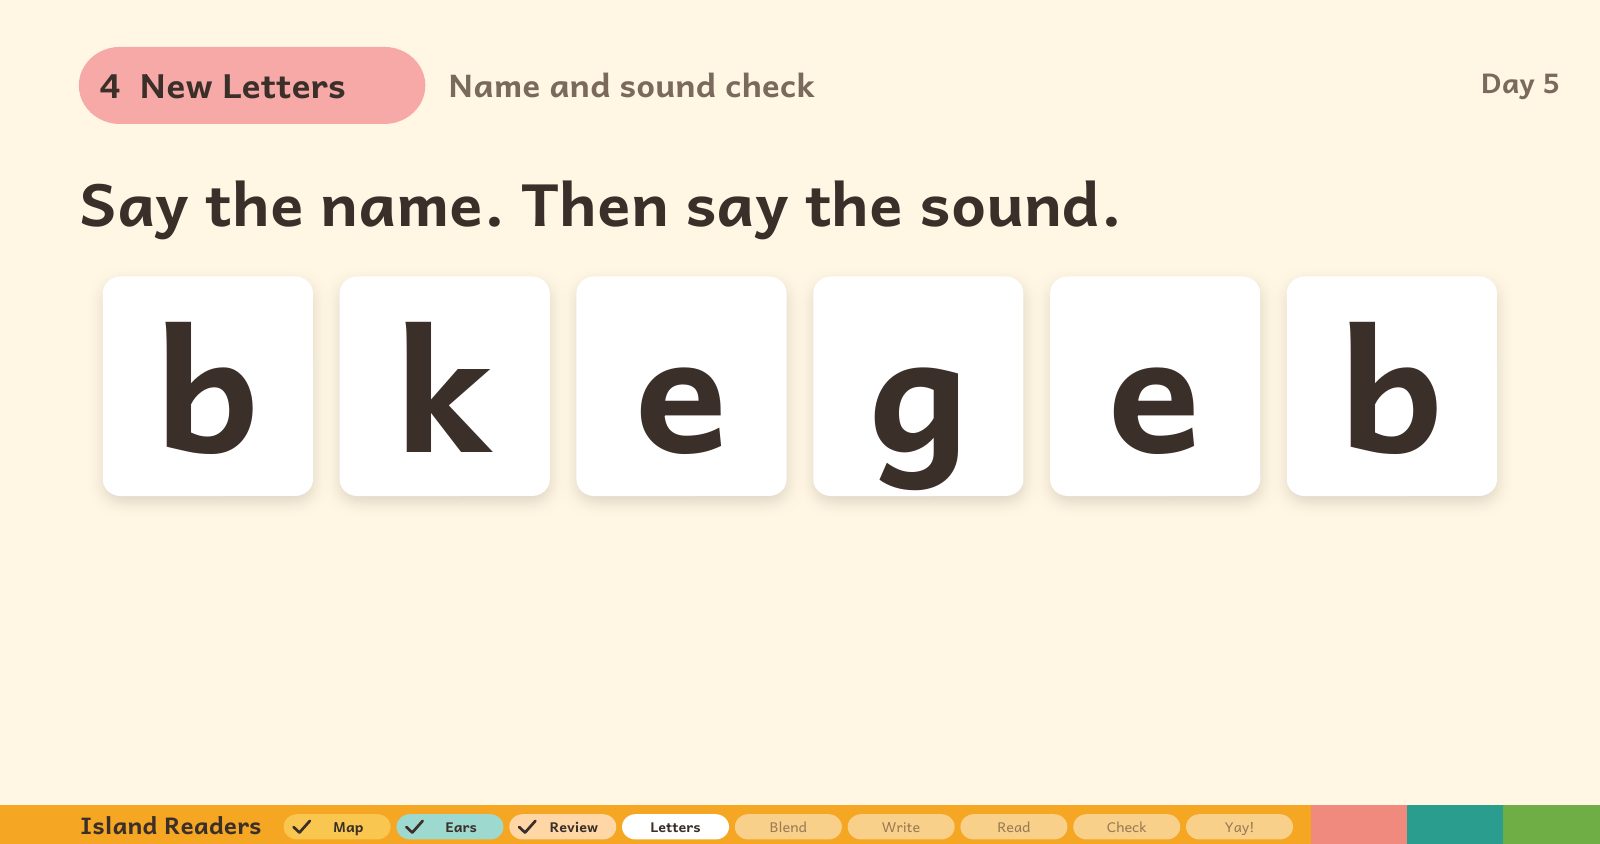 4 New Letters
Name and sound check
Day 5
Say the name. Then say the sound.
b k e g e b
Island Readers Map Ears Review Letters Blend Write Read Check Yay!